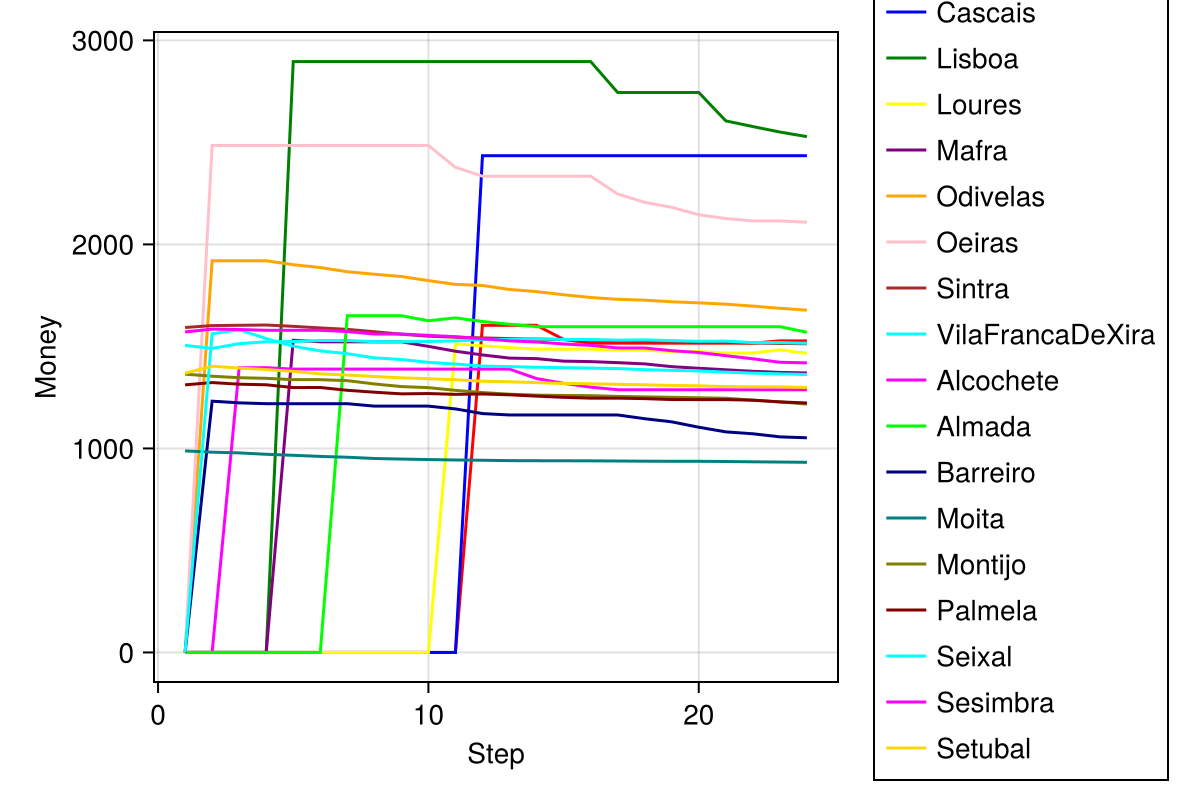 3000
2000
1000
0
Money
0
10
20
Step
Cascais
Lisboa
Loures
Mafra
Odivelas
Oeiras
Sintra
VilaFrancaDeXira
Alcochete
Almada
Barreiro
Moita
Montijo
Palmela
Seixal
Sesimbra
Setubal